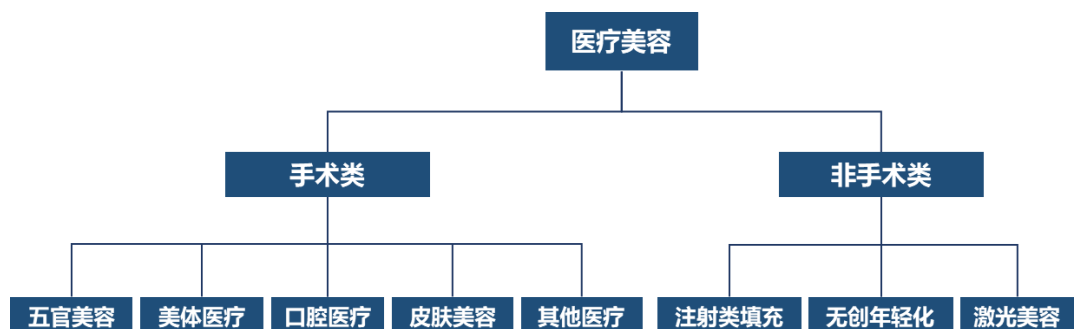 医疗美容
手术类
非手术类
五官美容
美体医疗
口腔医疗
皮肤美容
其他医疗
注射类填充
无创年轻化
激光美容